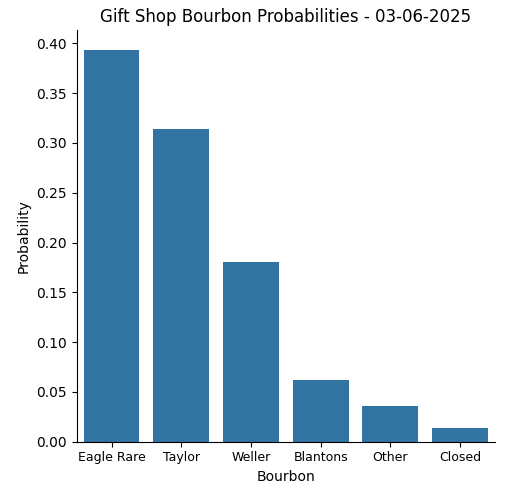 Gift Shop Bourbon Probabilities - 03-06-2025
0.40
0.35
0.30
0.25
0.20
0.15
0.10
0.05
0.00
Probability
Eagle Rare Taylor Weller Blantons Other Closed
Bourbon